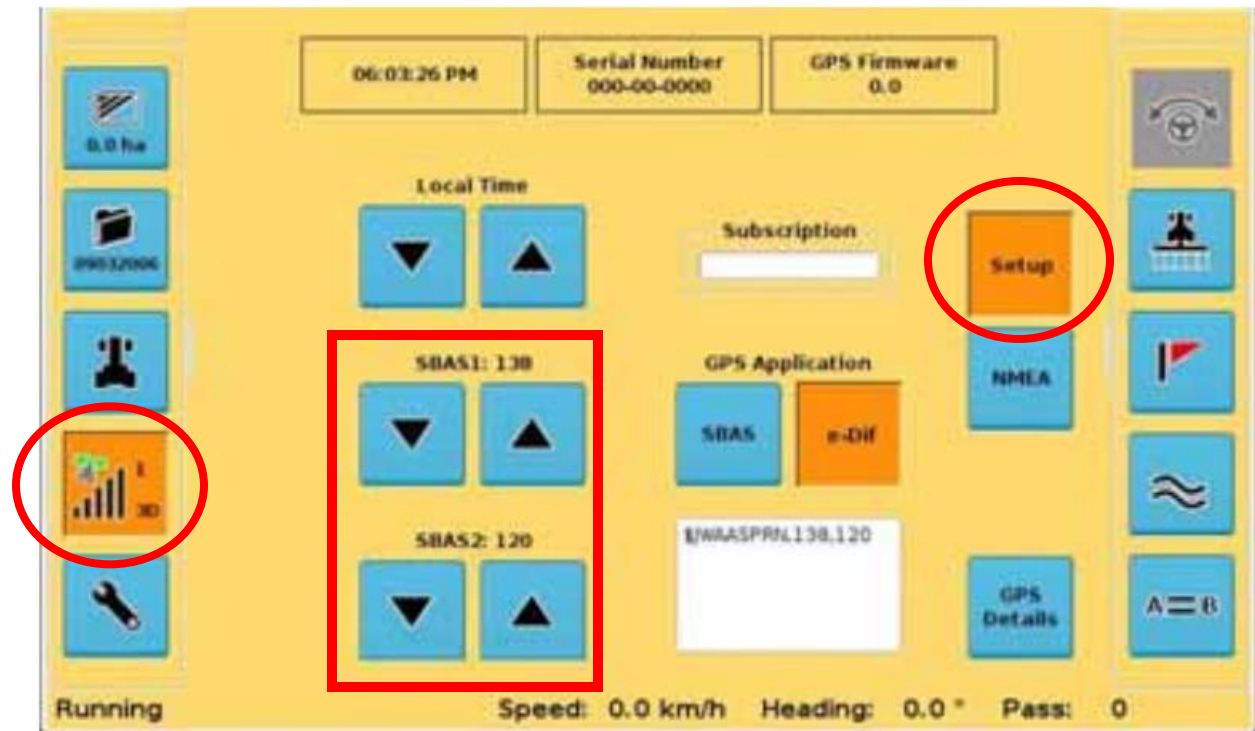 06:03:26 PM
Serial Number
000-00-0000
GPS Firmware
0.0
0.0 ha
Local Time
Subscription
Setup
09032006
SBAS1: 138
GPS Application
NMEA
SBAS
e-Dif
1
3D
SBAS2: 120
$JWAASPRN,138,120
GPS
Details
A
B
Running
Speed: 0.0 km/h
Heading: 0.0 °
Pass: 0